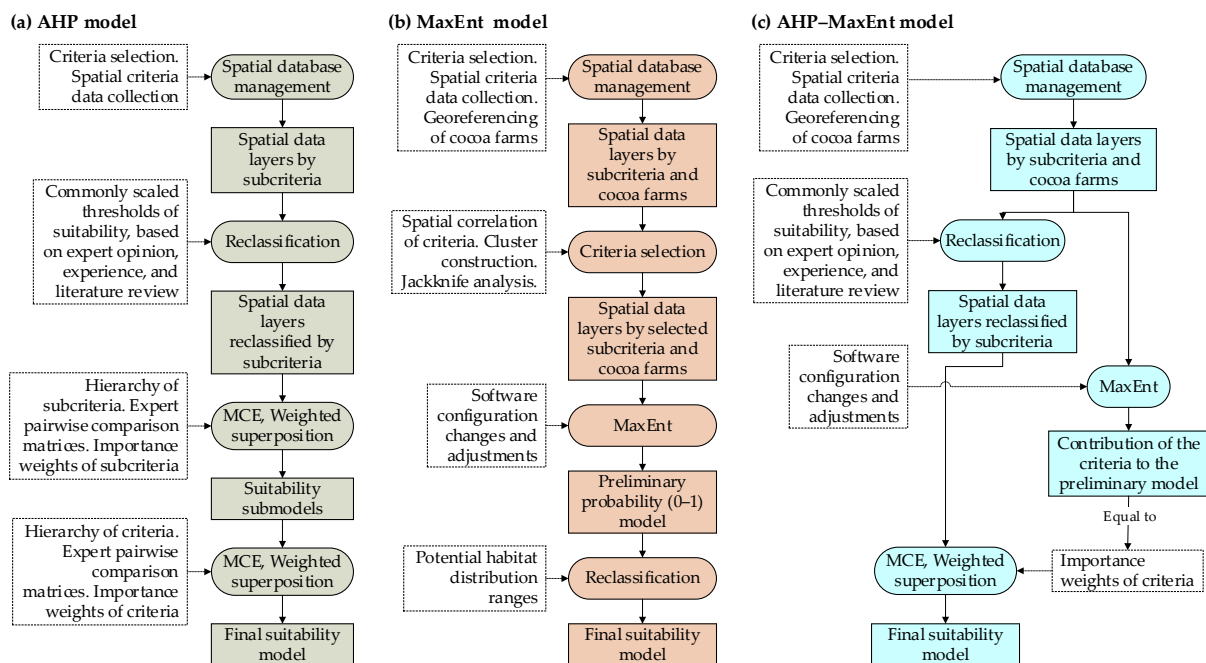 (a) AHP model
Criteria selection.
Spatial criteria
data collection
Spatial database
management
Spatial data
layers by
subcriteria
Commonly scaled
thresholds of
suitability, based
on expert opinion,
experience, and
literature review
Reclassification
Spatial data
layers
reclassified by
subcriteria
Hierarchy of
subcriteria. Expert
pairwise comparison
matrices. Importance
weights of subcriteria
MCE, Weighted
superposition
Suitability
submodels
Hierarchy of criteria.
Expert pairwise
comparison
matrices. Importance
weights of criteria
MCE, Weighted
superposition
Final suitability
model
(b) MaxEnt model
Criteria selection.
Spatial criteria
data collection.
Georeferencing
of cocoa farms
Spatial database
management
Spatial data
layers by
subcriteria and
cocoa farms
Spatial correlation
of criteria. Cluster
construction.
Jackknife analysis.
Criteria selection
Spatial data
layers by selected
subcriteria and
cocoa farms
Software
configuration
changes and
adjustments
MaxEnt
Preliminary
probability (0–1)
model
Potential habitat
distribution
ranges
Reclassification
Final suitability
model
(c) AHP–MaxEnt model
Criteria selection.
Spatial criteria
data collection.
Georeferencing
of cocoa farms
Spatial database
management
Spatial data layers
by subcriteria and
cocoa farms
Commonly scaled
thresholds of
suitability, based
on expert opinion,
experience, and
literature review
Reclassification
Spatial data
layers reclassified
by subcriteria
Software
configuration
changes and
adjustments
MaxEnt
Contribution of the
criteria to the
preliminary model
Equal to
Importance
weights of criteria
MCE, Weighted
superposition
Final suitability
model